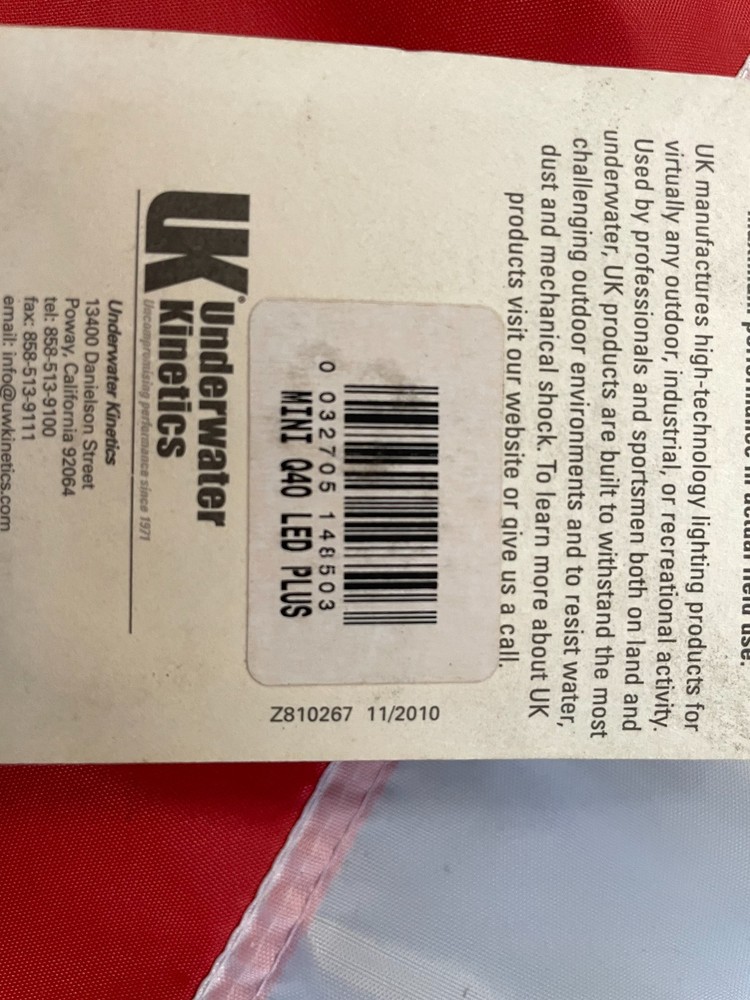 in actual field use.
UK manufactures high-technology lighting products for
virtually any outdoor, industrial, or recreational activity.
Used by professionals and sportsmen both on land and
underwater, UK products are built to withstand the most
challenging outdoor environments and to resist water,
dust and mechanical shock. To learn more about UK
products visit our website or give us a call.
0 032705 148503
MINI Q40 LED PLUS
Z810267 11/2010
UK® Underwater
Kinetics
Uncompromising performance since 1971
Underwater Kinetics
13400 Danielson Street
Poway, California 92064
tel: 858-513-9100
fax: 858-513-9111
email: info@uwkinetics.com